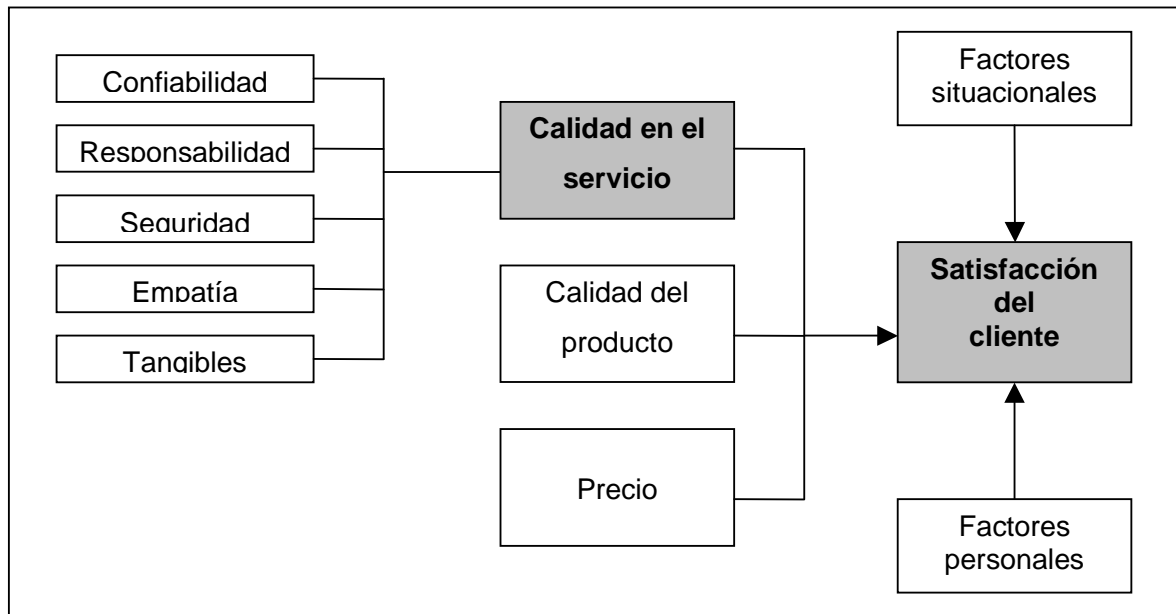 Confiabilidad
Responsabilidad
Seguridad
Empatía
Tangibles
Calidad en el
servicio
Calidad del
producto
Precio
Factores
situacionales
Satisfacción
del
cliente
Factores
personales